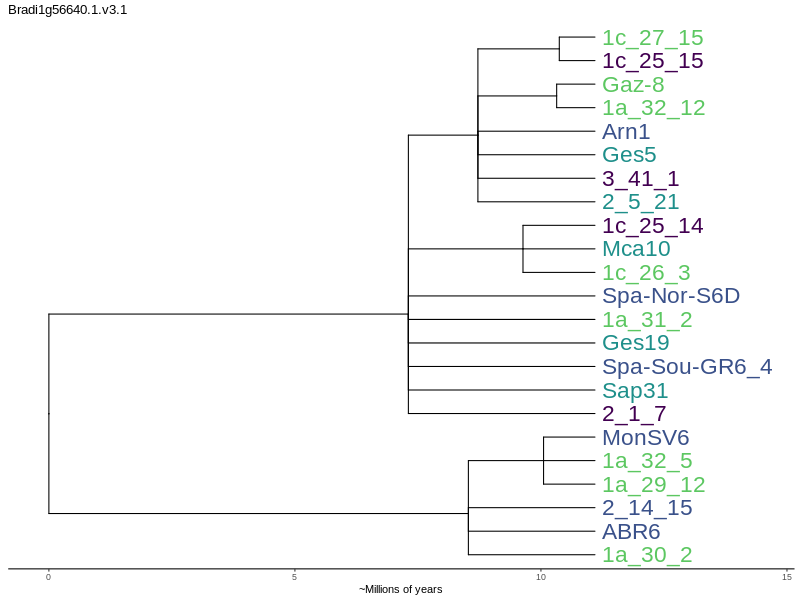 Bradi1g56640.1.v3.1
1c_27_15
1c_25_15
Gaz-8
1a_32_12
Arn1
Ges5
3_41_1
2_5_21
1c_25_14
Mca10
1c_26_3
Spa-Nor-S6D
1a_31_2
Ges19
Spa-Sou-GR6_4
Sap31
2_1_7
MonSV6
1a_32_5
1a_29_12
2_14_15
ABR6
1a_30_2
0 5 10 15
~Millions of years